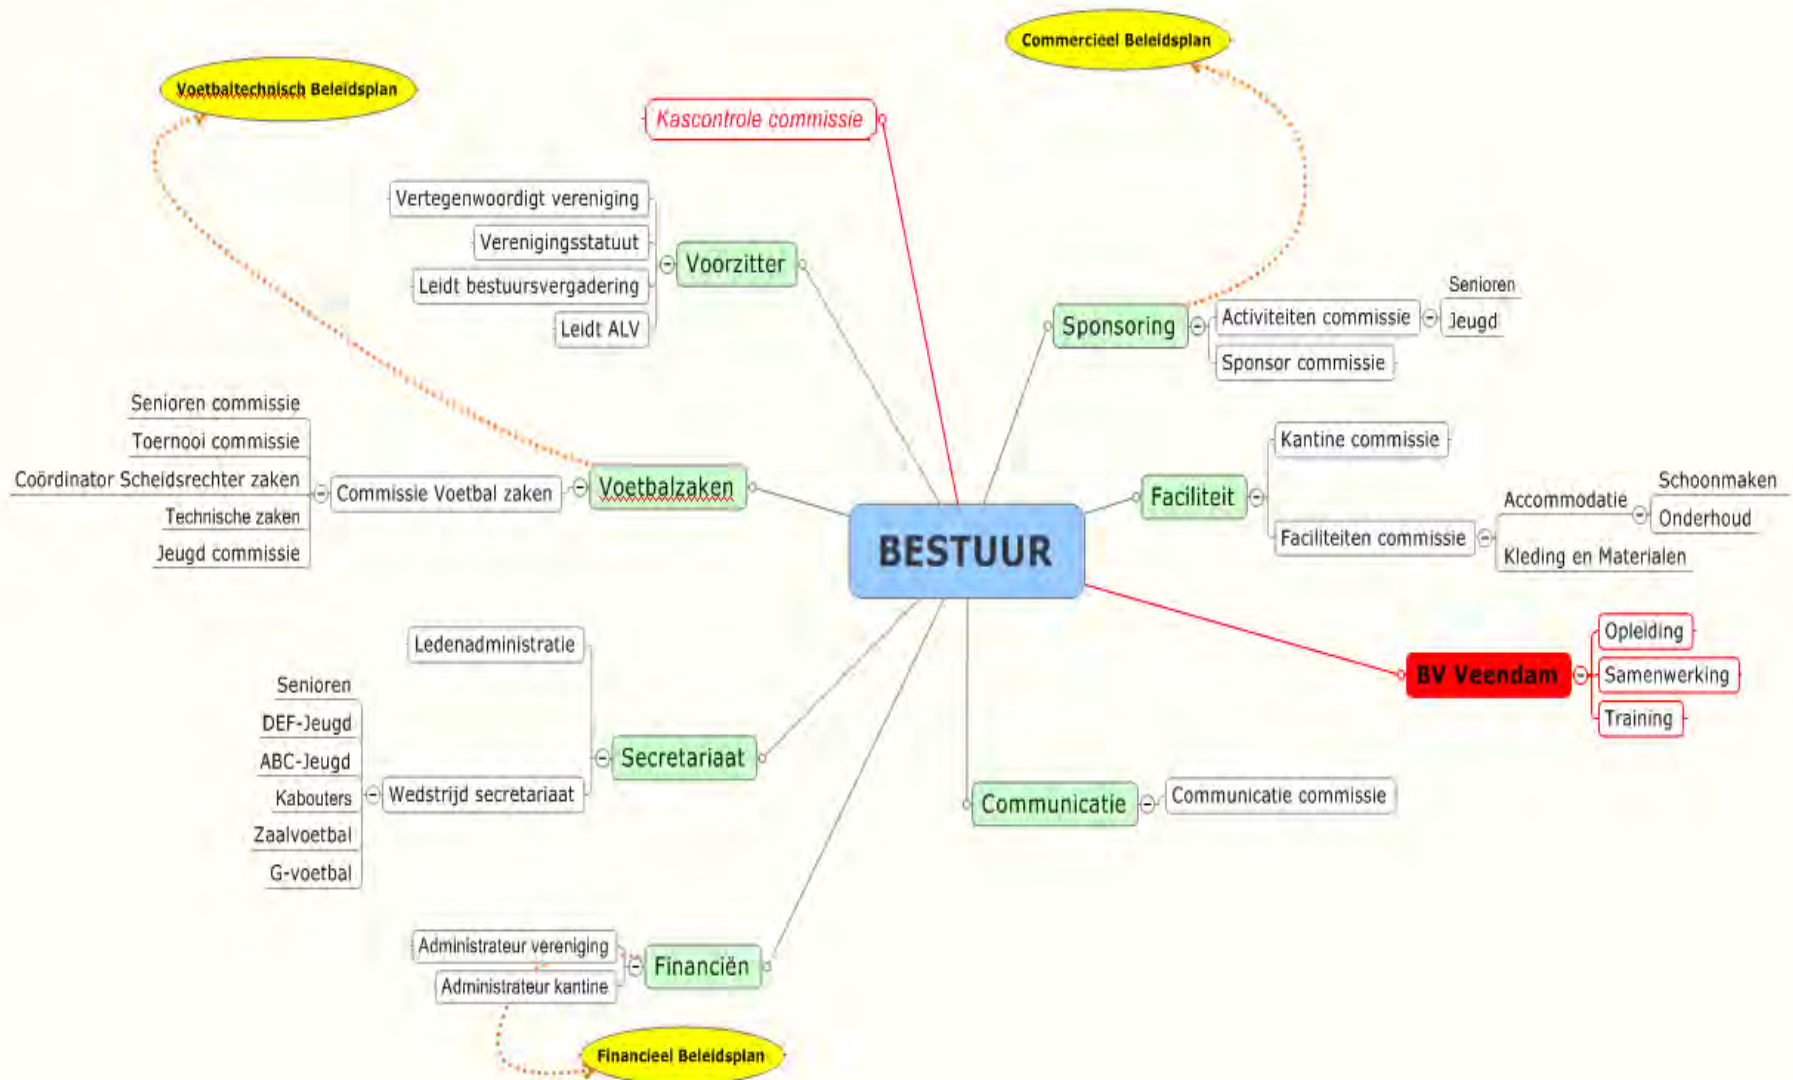 Commercieel Beleidsplan
Voetbaltechnisch Beleidsplan
Kascontrole commissie
Vertegenwoordigt vereniging
Verenigingsstatuut
Leidt bestuursvergadering
Leidt ALV
Voorzitter
Sponsoring
Activiteiten commissie
Senioren
Jeugd
Sponsor commissie
Senioren commissie
Toernooi commissie
Coördinator Scheidsrechter zaken
Technische zaken
Jeugd commissie
Commissie Voetbal zaken
Voetbalzaken
Kantine commissie
Faciliteit
Faciliteiten commissie
Accommodatie
Schoonmaken
Onderhoud
Kleding en Materialen
BESTUUR
Opleiding
BV Veendam
Samenwerking
Training
Ledenadministratie
Senioren
DEF-Jeugd
ABC-Jeugd
Kabouters
Zaalvoetbal
G-voetbal
Wedstrijd secretariaat
Secretariaat
Communicatie
Communicatie commissie
Administrateur vereniging
Administrateur kantine
Financiën
Financieel Beleidsplan